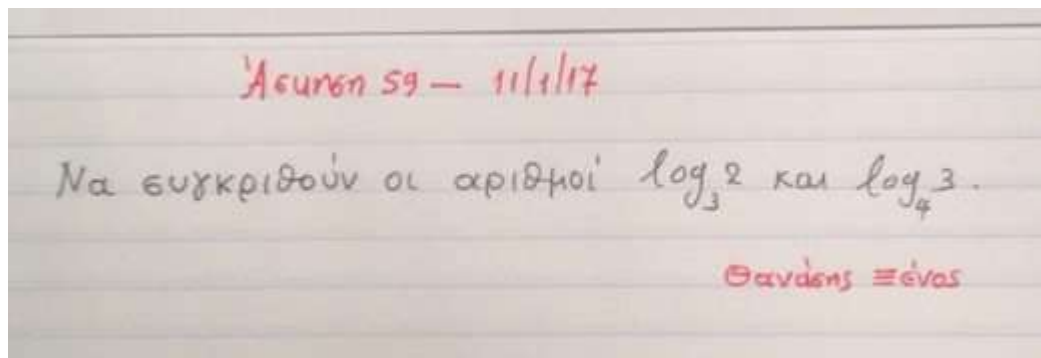 Άσκηση 59 — 11/1/17
Να συγκριθούν οι αριθμοί log₃2 και log₄3.
Θανάσης Ξένος